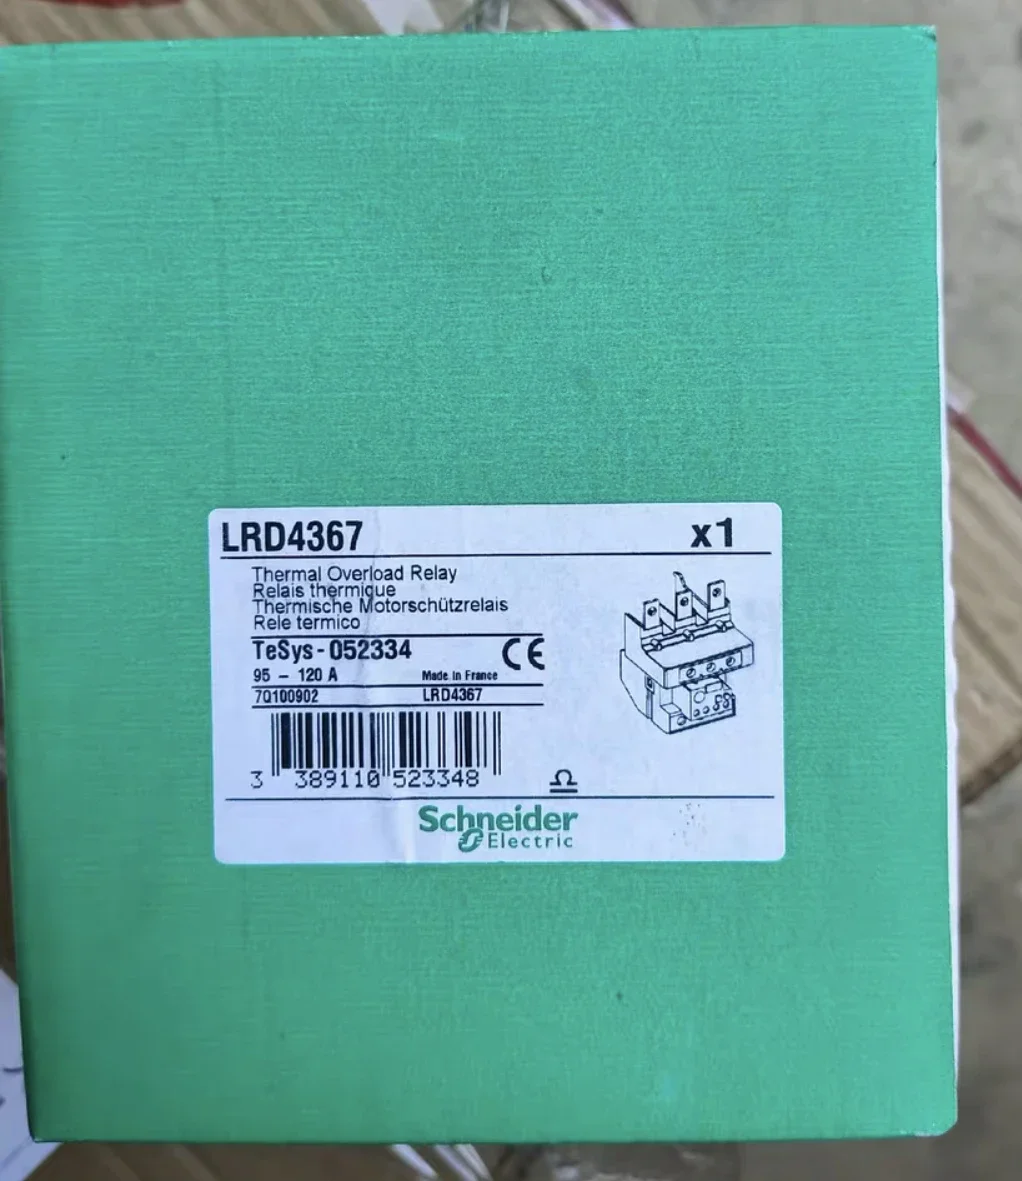 LRD4367 x1
Thermal Overload Relay
Relais thermique
Thermische Motorschützrelais
Rele termico
TeSys - 052334 CE
95 - 120 A Made in France
7Q100902 LRD4367
3 389110 523348
Schneider
Electric